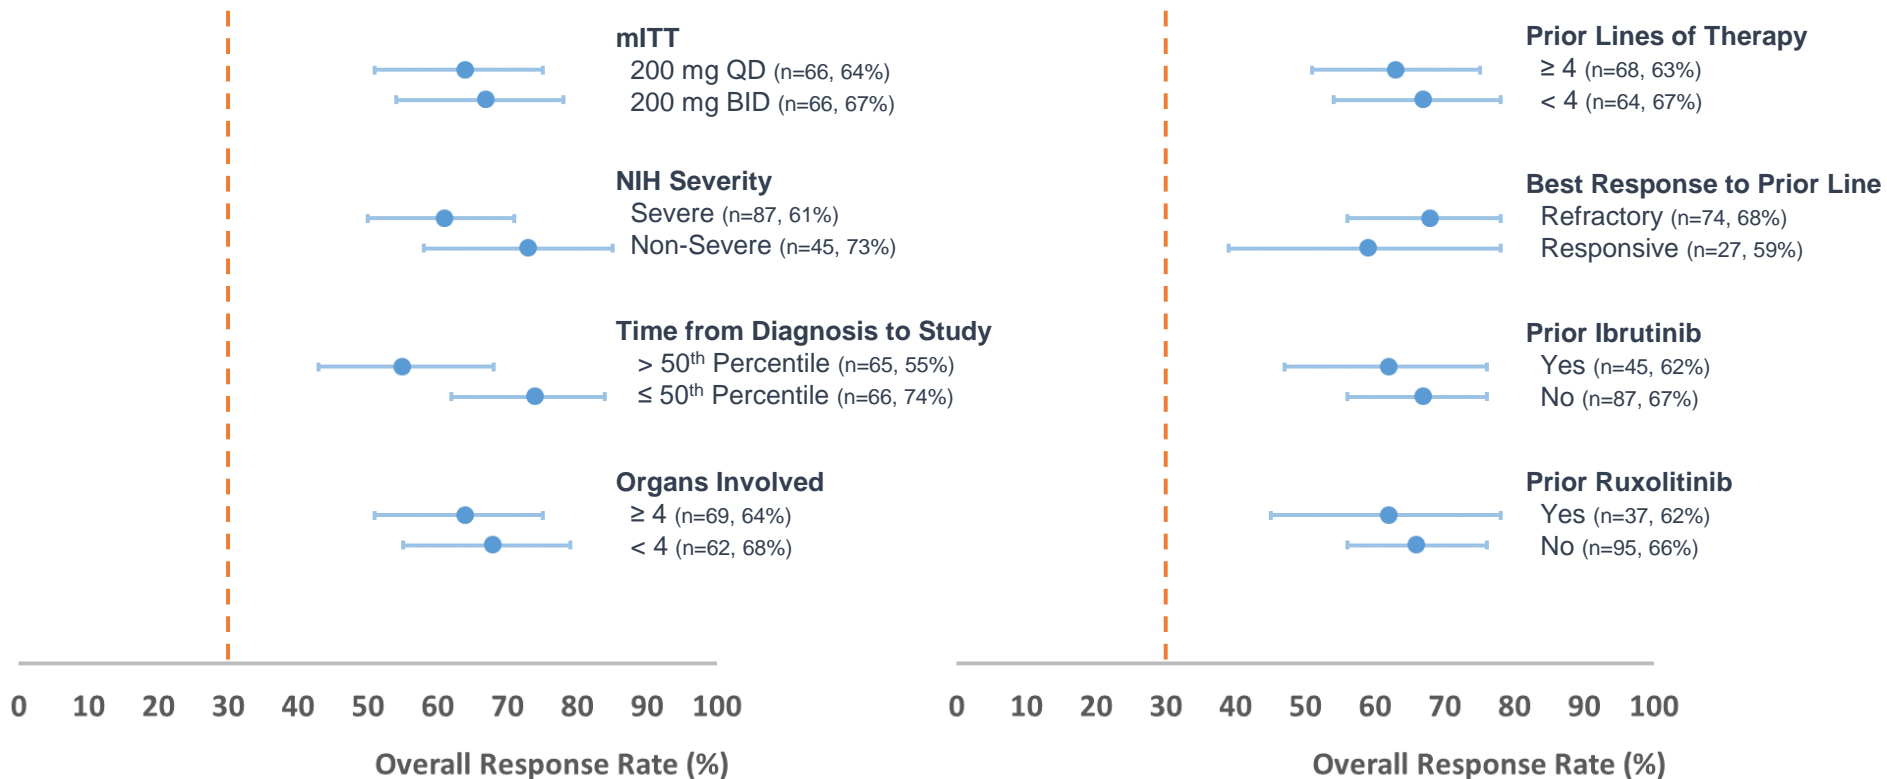 mITT
200 mg QD (n=66, 64%)
200 mg BID (n=66, 67%)
NIH Severity
Severe (n=87, 61%)
Non-Severe (n=45, 73%)
Time from Diagnosis to Study
> 50th Percentile (n=65, 55%)
≤ 50th Percentile (n=66, 74%)
Organs Involved
≥ 4 (n=69, 64%)
< 4 (n=62, 68%)
0 10 20 30 40 50 60 70 80 90 100
Overall Response Rate (%)
Prior Lines of Therapy
≥ 4 (n=68, 63%)
< 4 (n=64, 67%)
Best Response to Prior Line
Refractory (n=74, 68%)
Responsive (n=27, 59%)
Prior Ibrutinib
Yes (n=45, 62%)
No (n=87, 67%)
Prior Ruxolitinib
Yes (n=37, 62%)
No (n=95, 66%)
0 10 20 30 40 50 60 70 80 90 100
Overall Response Rate (%)